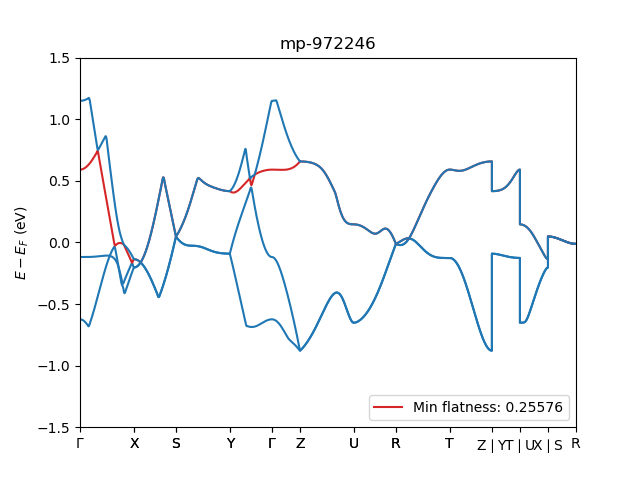 mp-972246
E − E_F (eV)
1.5
1.0
0.5
0.0
−0.5
−1.0
−1.5
Min flatness: 0.25576
Γ X S Y Γ Z U R T Z | YT | UX | S R